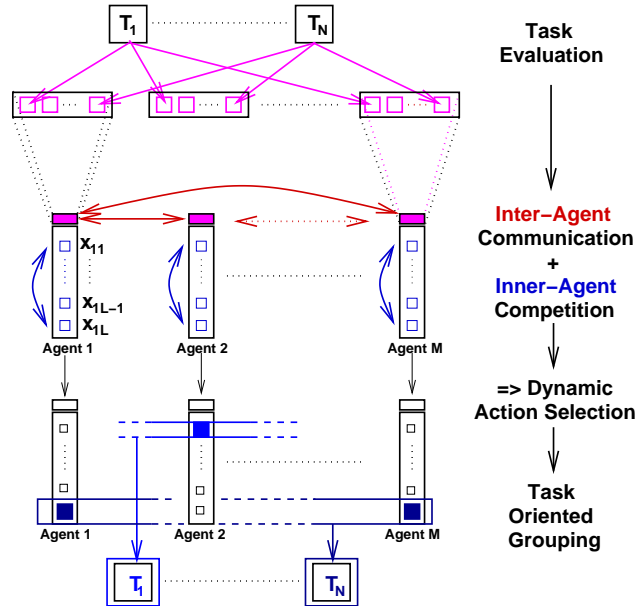 T1 TN
Task
Evaluation
Inter-Agent
Communication
+
Inner-Agent
Competition
x11
x1L-1
x1L
Agent 1 Agent 2 Agent M
=> Dynamic
Action Selection
Agent 1 Agent 2 Agent M
Task
Oriented
Grouping
T1 TN